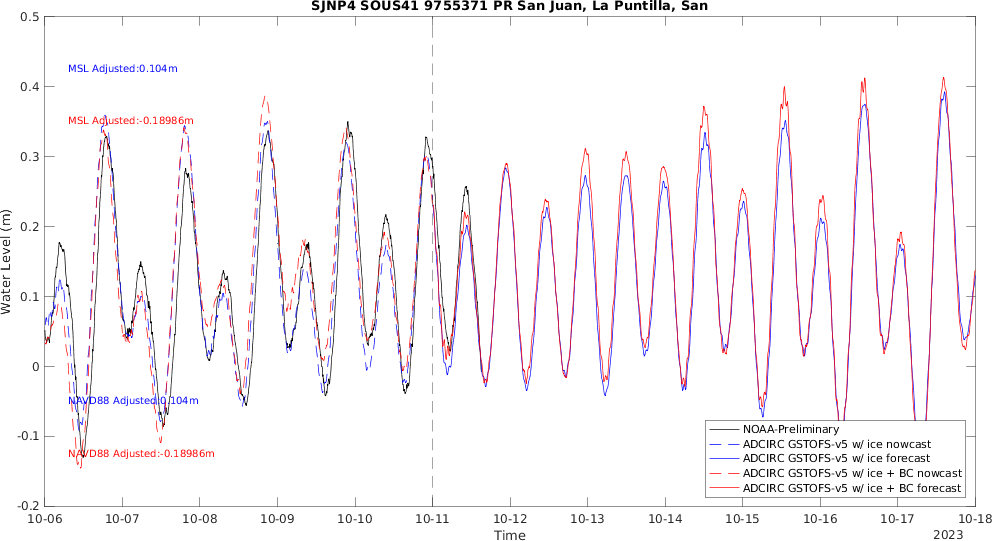 SJNP4 SOUS41 9755371 PR San Juan, La Puntilla, San
0.5
0.4
0.3
0.2
0.1
0
-0.1
-0.2
Water Level (m)
MSL Adjusted:0.104m
MSL Adjusted:-0.18986m
NAVD88 Adjusted:0.104m
NAVD88 Adjusted:-0.18986m
NOAA-Preliminary
ADCIRC GSTOFS-v5 w/ ice nowcast
ADCIRC GSTOFS-v5 w/ ice forecast
ADCIRC GSTOFS-v5 w/ ice + BC nowcast
ADCIRC GSTOFS-v5 w/ ice + BC forecast
10-06 10-07 10-08 10-09 10-10 10-11 10-12 10-13 10-14 10-15 10-16 10-17 10-18
Time
2023